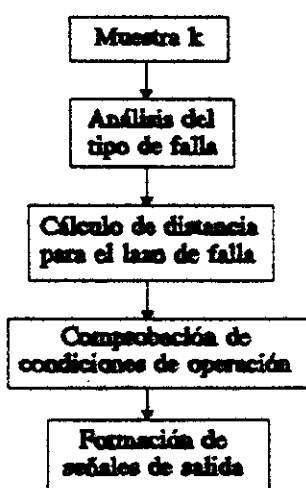 Muestra k
Análisis del
tipo de falla
Cálculo de distancia
para el lazo de falla
Comprobación de
condiciones de operación
Formación de
señales de salida